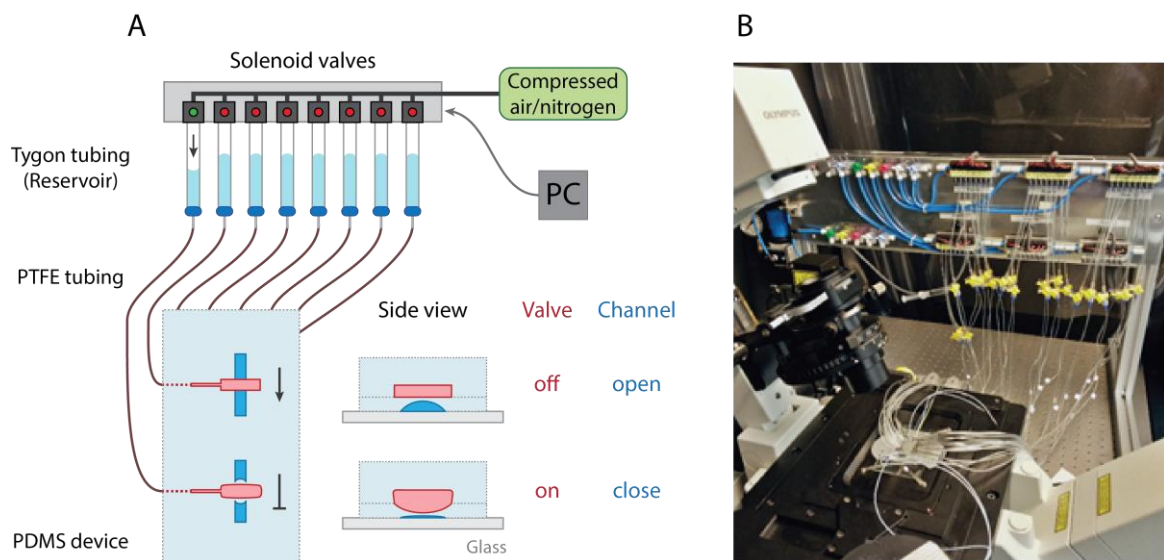 A
Solenoid valves
Compressed
air/nitrogen
Tygon tubing
(Reservoir)
PC
PTFE tubing
Side view
Valve
Channel
off
open
on
close
Glass
PDMS device
B
OLYMPUS